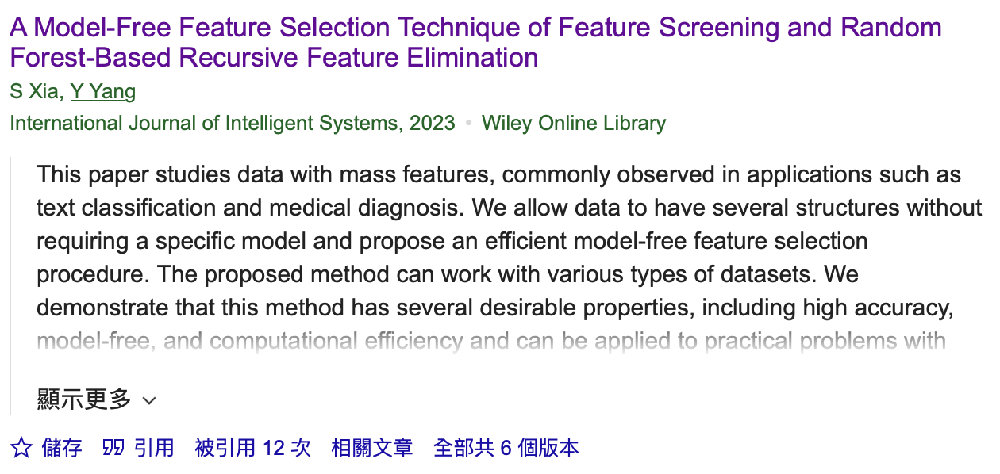 A Model-Free Feature Selection Technique of Feature Screening and Random
Forest-Based Recursive Feature Elimination
S Xia, Y Yang
International Journal of Intelligent Systems, 2023 • Wiley Online Library
This paper studies data with mass features, commonly observed in applications such as
text classification and medical diagnosis. We allow data to have several structures without
requiring a specific model and propose an efficient model-free feature selection
procedure. The proposed method can work with various types of datasets. We
demonstrate that this method has several desirable properties, including high accuracy,
model-free, and computational efficiency and can be applied to practical problems with
顯示更多
儲存 引用 被引用 12 次 相關文章 全部共 6 個版本